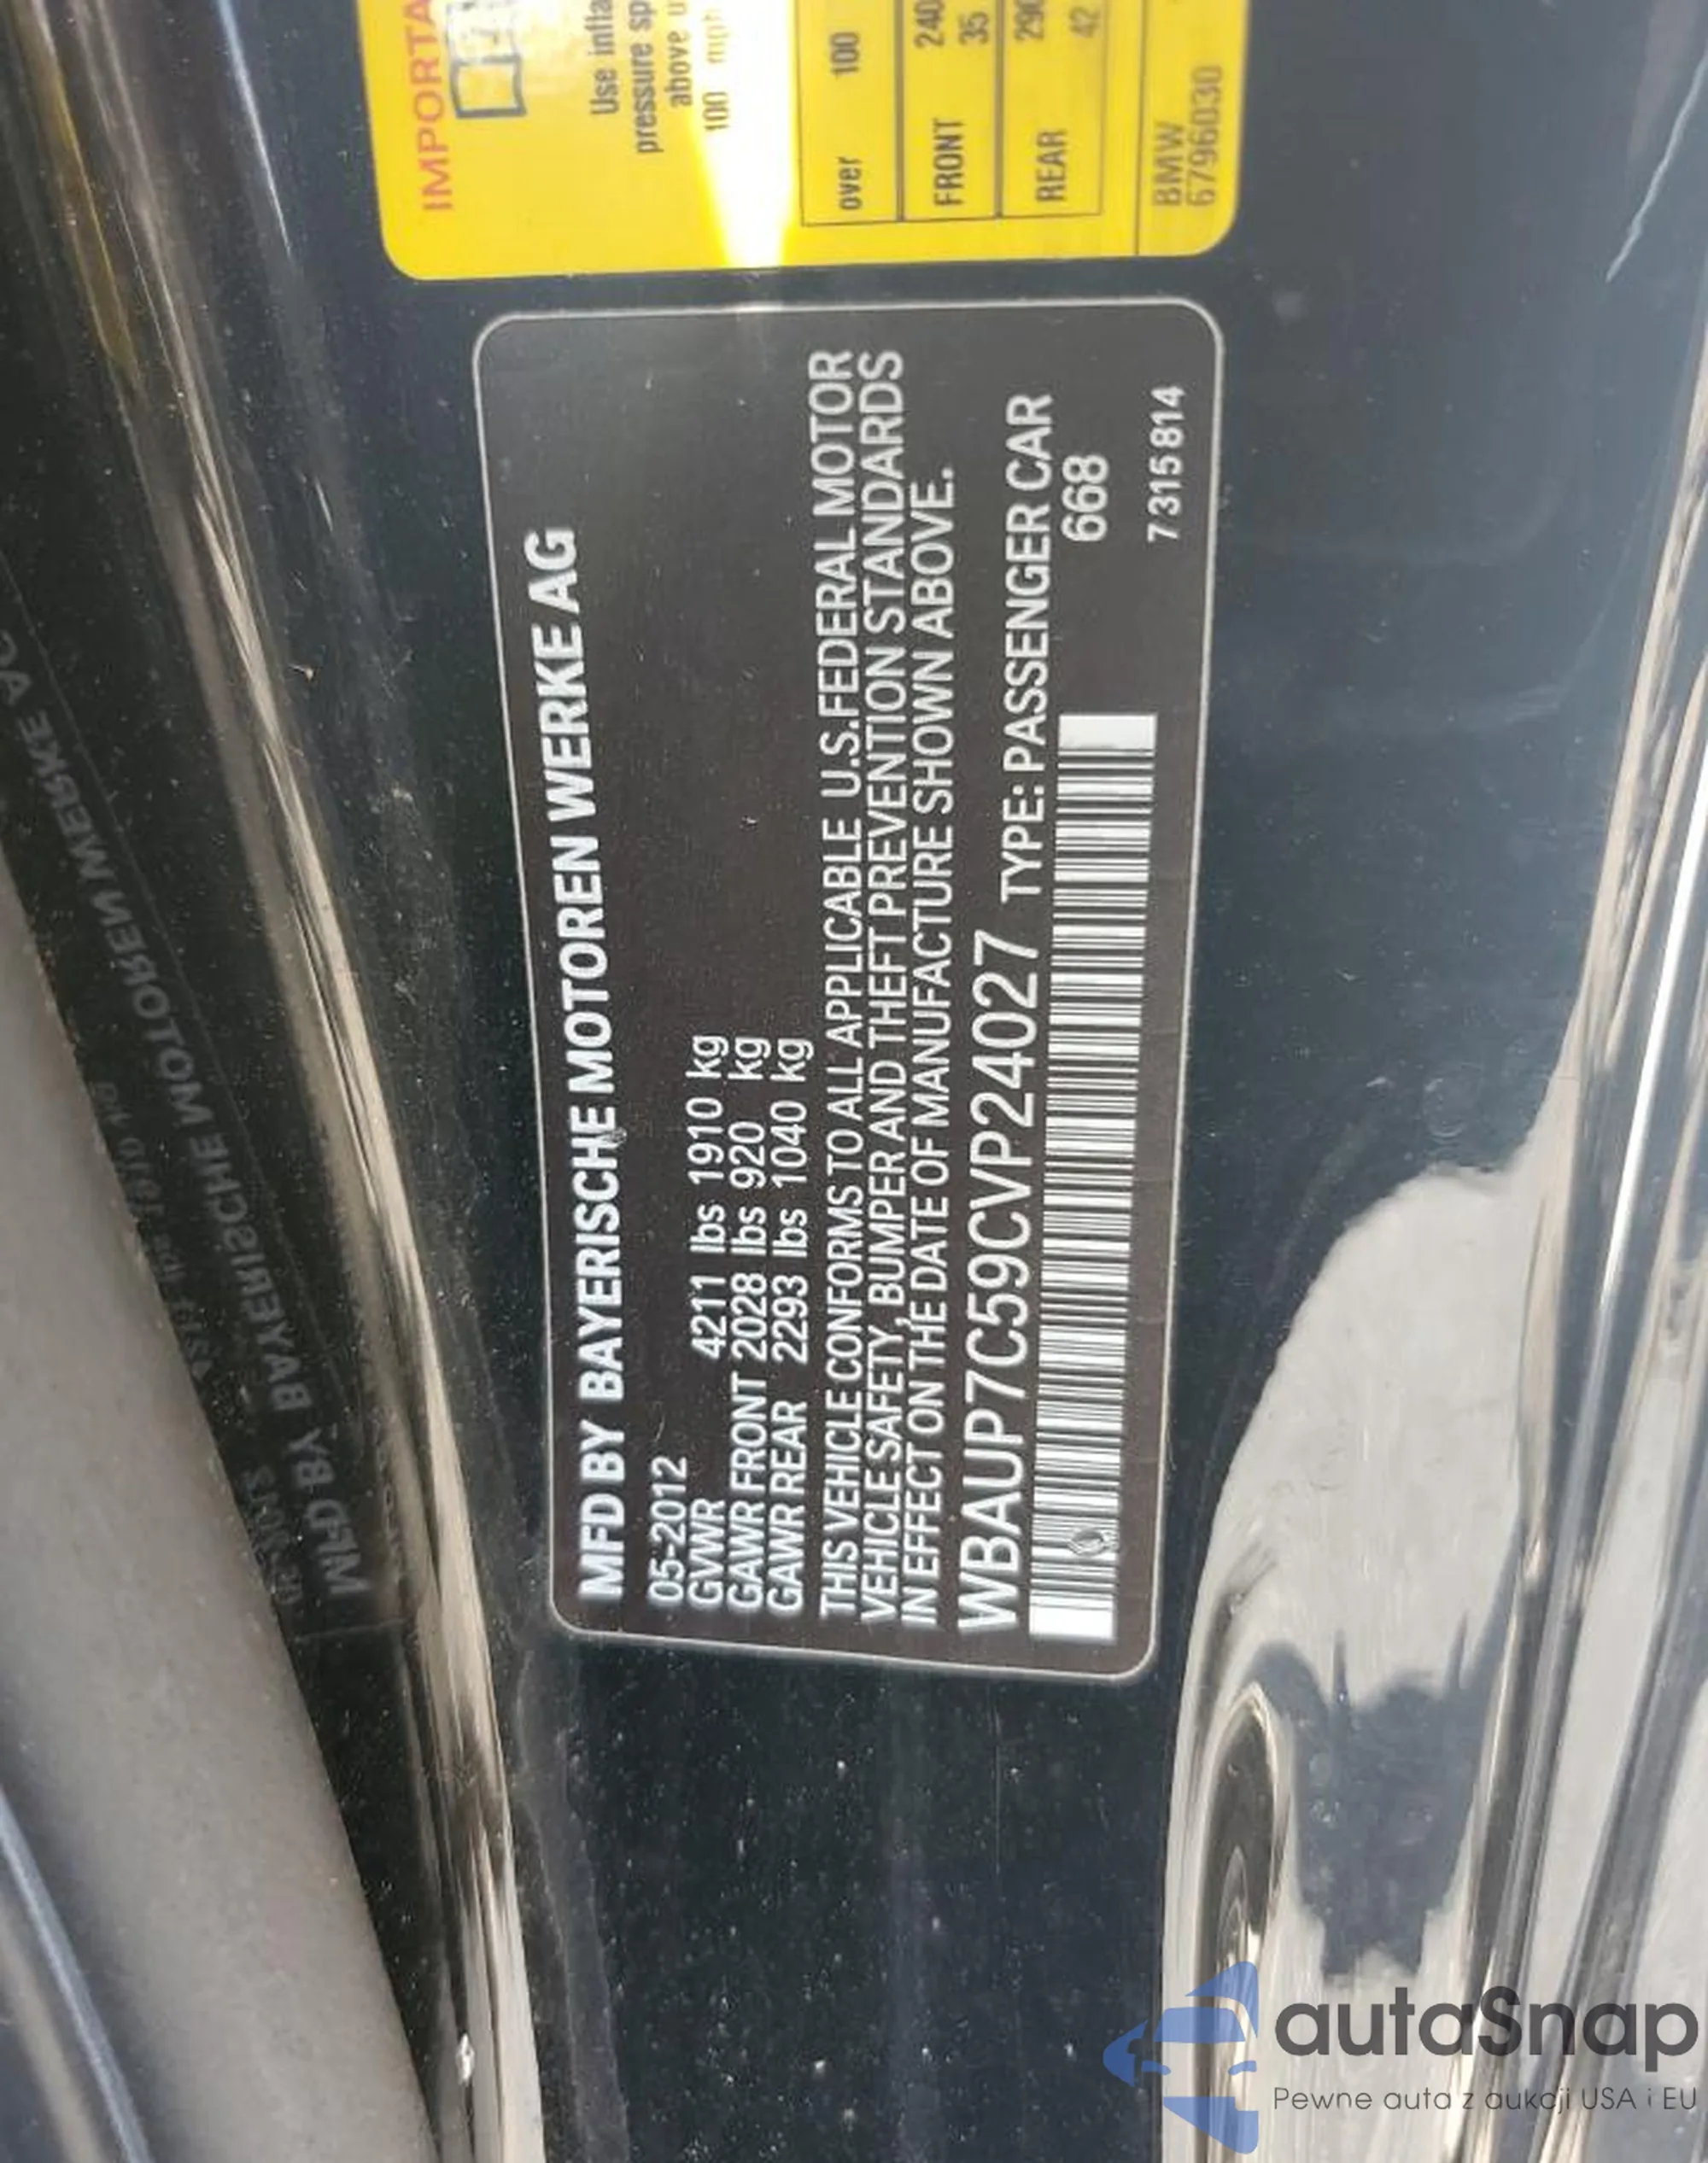 IMPORTA
Use infla
pressure sp
above u
100 mph
over 100
FRONT 240
35
REAR 290
42
BMW
6796030
MFD BY BAYERISCHE MOTOREN WERKE AG
05-2012
GVWR 4211 lbs 1910 kg
GAWR FRONT 2028 lbs 920 kg
GAWR REAR 2293 lbs 1040 kg
THIS VEHICLE CONFORMS TO ALL APPLICABLE U.S.FEDERAL MOTOR
VEHICLE SAFETY, BUMPER AND THEFT PREVENTION STANDARDS
IN EFFECT ON THE DATE OF MANUFACTURE SHOWN ABOVE.
WBAUP7C59CVP24027 TYPE: PASSENGER CAR
668
7315814
autaSnap
Pewne auta z aukcji USA i EU